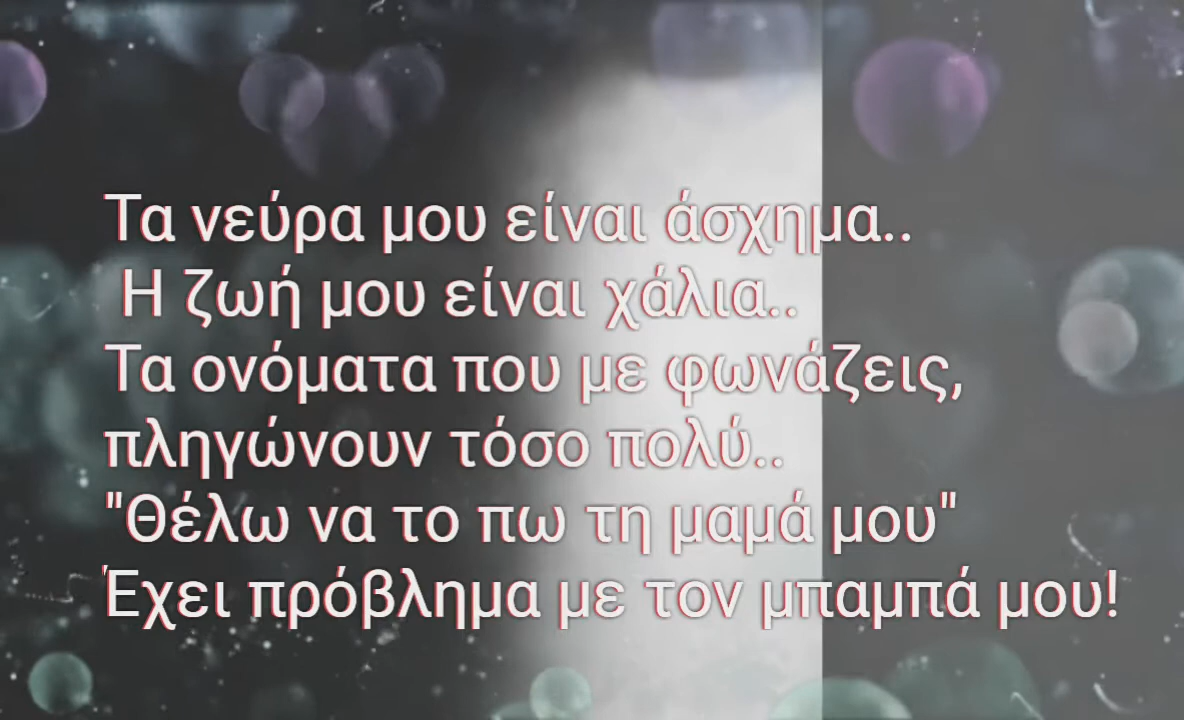 Τα νεύρα μου είναι άσχημα..
Η ζωή μου είναι χάλια..
Τα ονόματα που με φωνάζεις,
πληγώνουν τόσο πολύ..
"Θέλω να το πω τη μαμά μου"
Έχει πρόβλημα με τον μπαμπά μου!